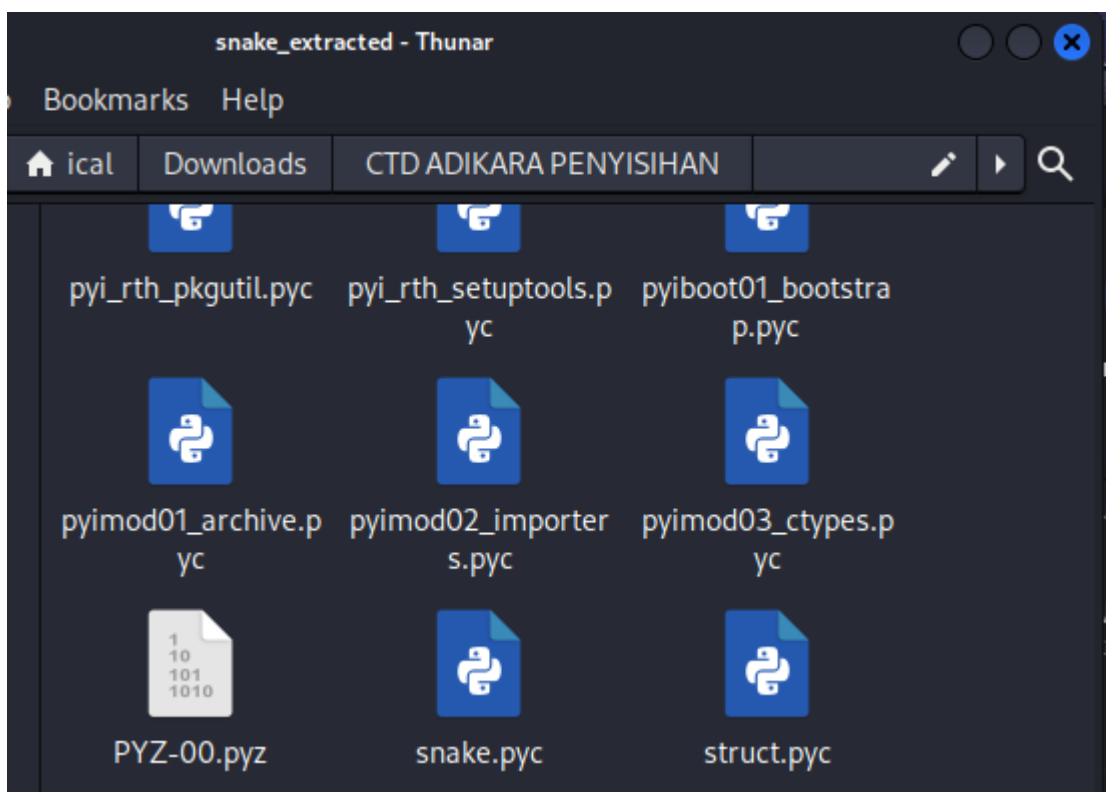 snake_extracted - Thunar
Bookmarks Help
ical Downloads CTD ADIKARA PENYISIHAN
pyi_rth_pkgutil.pyc pyi_rth_setuptools.p pyiboot01_bootstra
yc p.pyc
pyimod01_archive.p pyimod02_importer pyimod03_ctypes.p
yc s.pyc yc
1
10
101
1010
PYZ-00.pyz snake.pyc struct.pyc